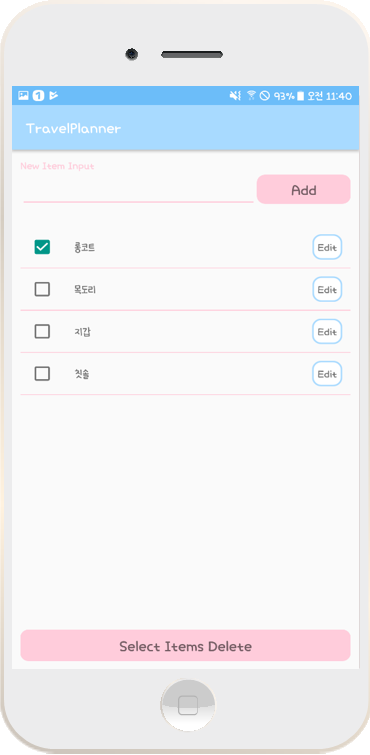 1 93% 오전 11:40
TravelPlanner
New Item Input
Add
롱코트 Edit
목도리 Edit
지갑 Edit
칫솔 Edit
Select Items Delete